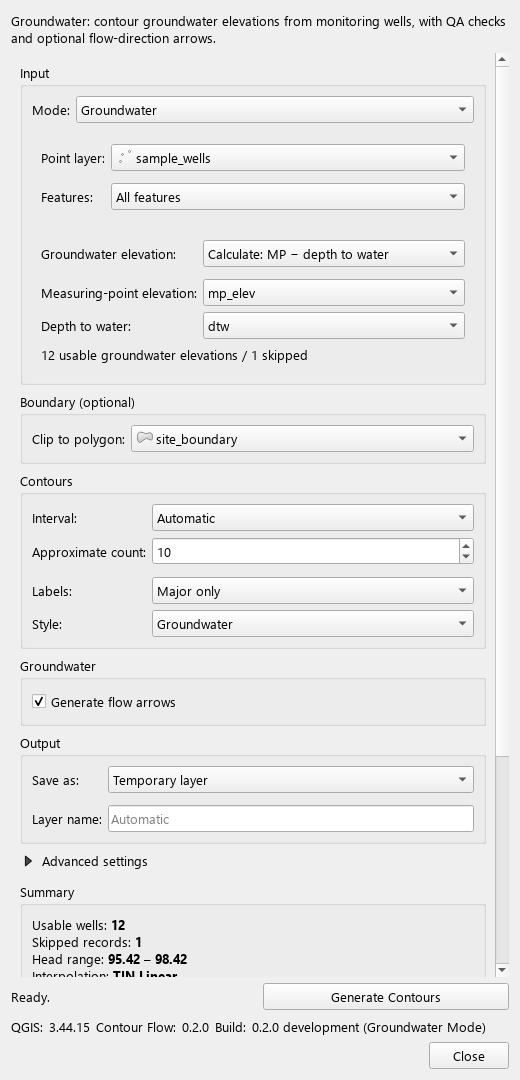 Groundwater: contour groundwater elevations from monitoring wells, with QA checks
and optional flow-direction arrows.
Input
Mode: Groundwater
Point layer: sample_wells
Features: All features
Groundwater elevation: Calculate: MP − depth to water
Measuring-point elevation: mp_elev
Depth to water: dtw
12 usable groundwater elevations / 1 skipped
Boundary (optional)
Clip to polygon: site_boundary
Contours
Interval: Automatic
Approximate count: 10
Labels: Major only
Style: Groundwater
Groundwater
Generate flow arrows
Output
Save as: Temporary layer
Layer name: Automatic
Advanced settings
Summary
Usable wells: 12
Skipped records: 1
Head range: 95.42 – 98.42
Interpolation: TIN Linear
Ready. Generate Contours
QGIS: 3.44.15 Contour Flow: 0.2.0 Build: 0.2.0 development (Groundwater Mode)
Close